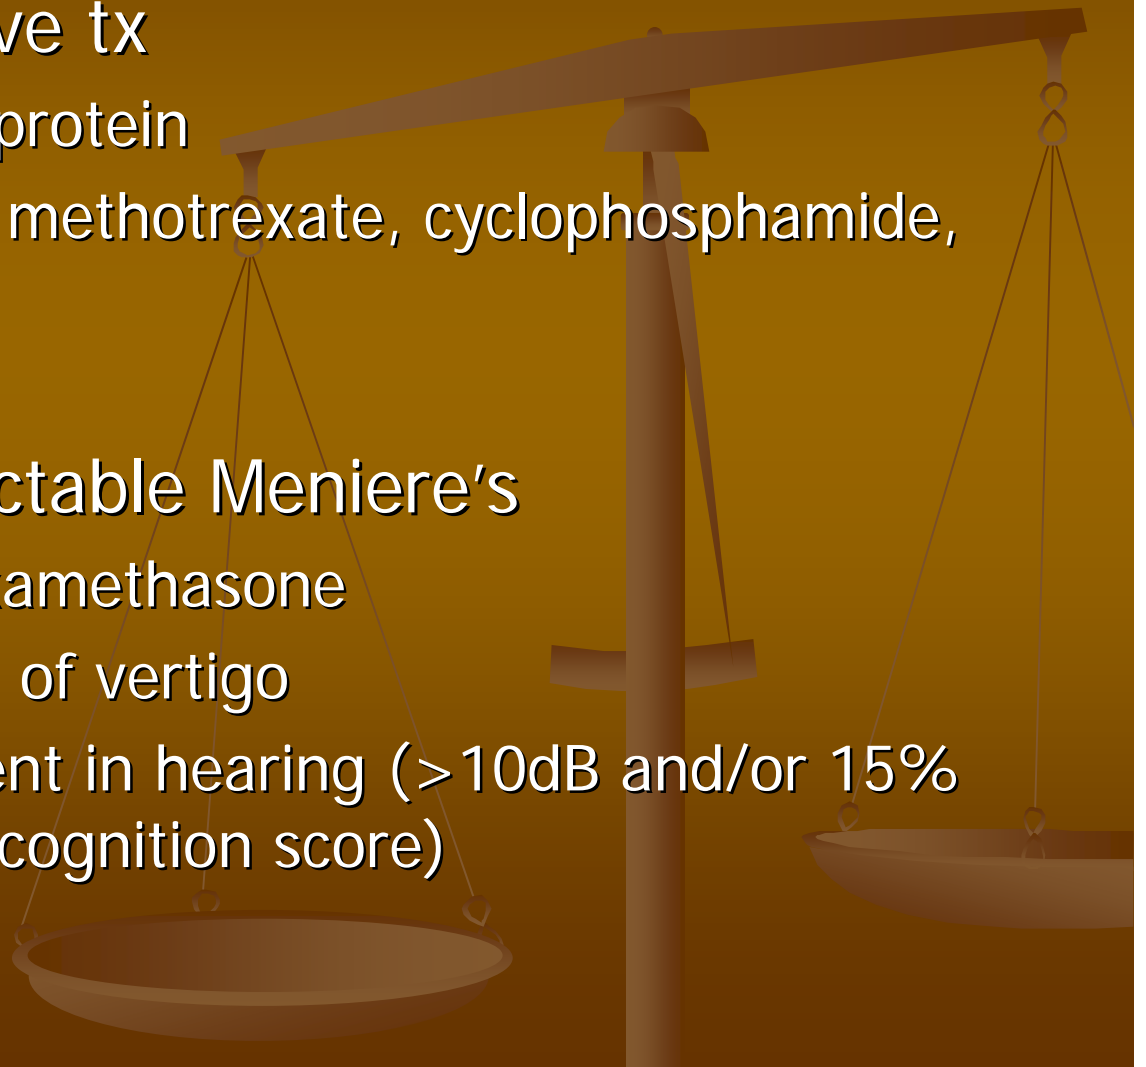 ve tx
protein
methotrexate, cyclophosphamide,
ctable Meniere's
amethasone
of vertigo
ent in hearing (>10dB and/or 15%
cognition score)